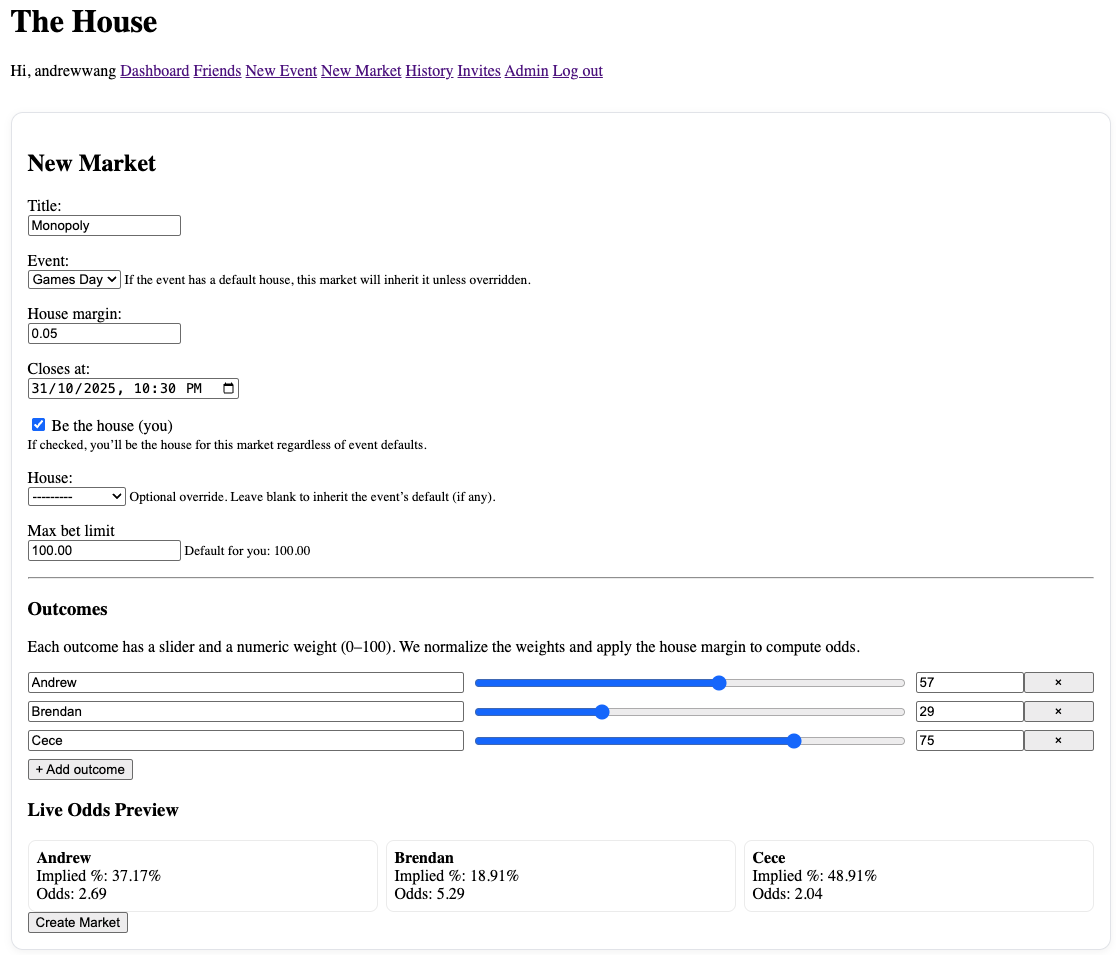 The House
Hi, andrewwang Dashboard Friends New Event New Market History Invites Admin Log out
New Market
Title:
Monopoly
Event:
Games Day If the event has a default house, this market will inherit it unless overridden.
House margin:
0.05
Closes at:
31/10/2025, 10:30 PM
Be the house (you)
If checked, you’ll be the house for this market regardless of event defaults.
House:
--------- Optional override. Leave blank to inherit the event’s default (if any).
Max bet limit
100.00 Default for you: 100.00
Outcomes
Each outcome has a slider and a numeric weight (0–100). We normalize the weights and apply the house margin to compute odds.
Andrew 57 ×
Brendan 29 ×
Cece 75 ×
+ Add outcome
Live Odds Preview
Andrew
Implied %: 37.17%
Odds: 2.69
Brendan
Implied %: 18.91%
Odds: 5.29
Cece
Implied %: 48.91%
Odds: 2.04
Create Market